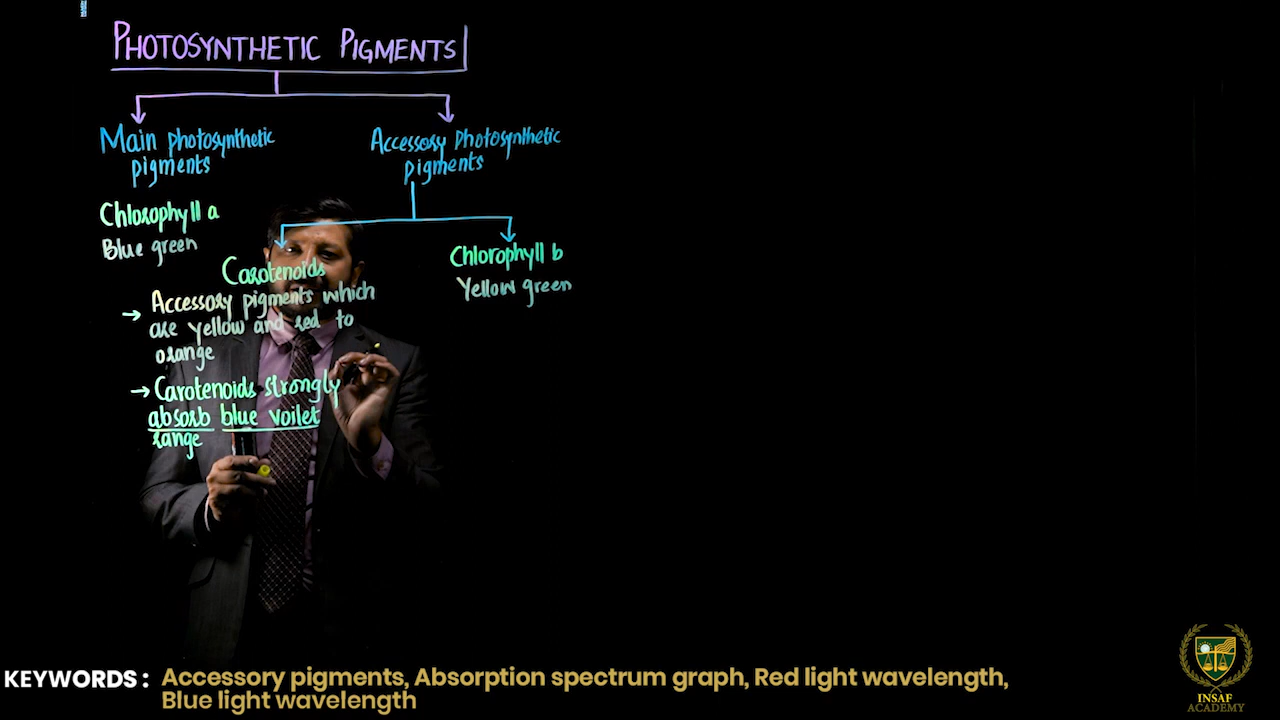 PHOTOSYNTHETIC PIGMENTS
Main photosynthetic
pigments
Accessory photosynthetic
pigments
Chlorophyll a
Blue green
Carotenoids
Chlorophyll b
Yellow green
→ Accessory pigments which
are yellow and red to
orange
→ Carotenoids strongly
absorb blue voilet
range
KEYWORDS : Accessory pigments, Absorption spectrum graph, Red light wavelength,
Blue light wavelength
INSAF
ACADEMY